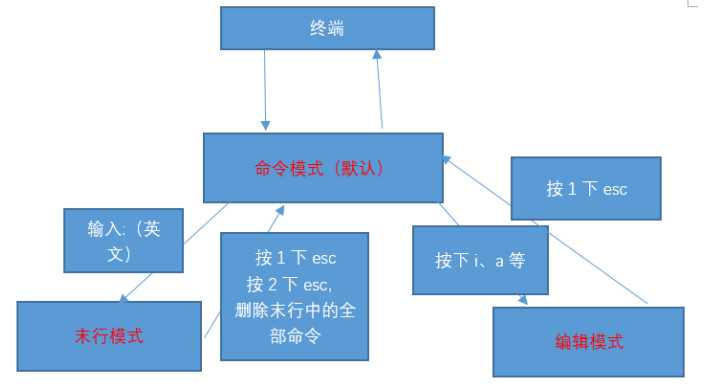 终端
命令模式（默认）
按 1 下 esc
输入:（英
文）
按 1 下 esc
按 2 下 esc,
删除末行中的全
部命令
按下 i、a 等
末行模式
编辑模式